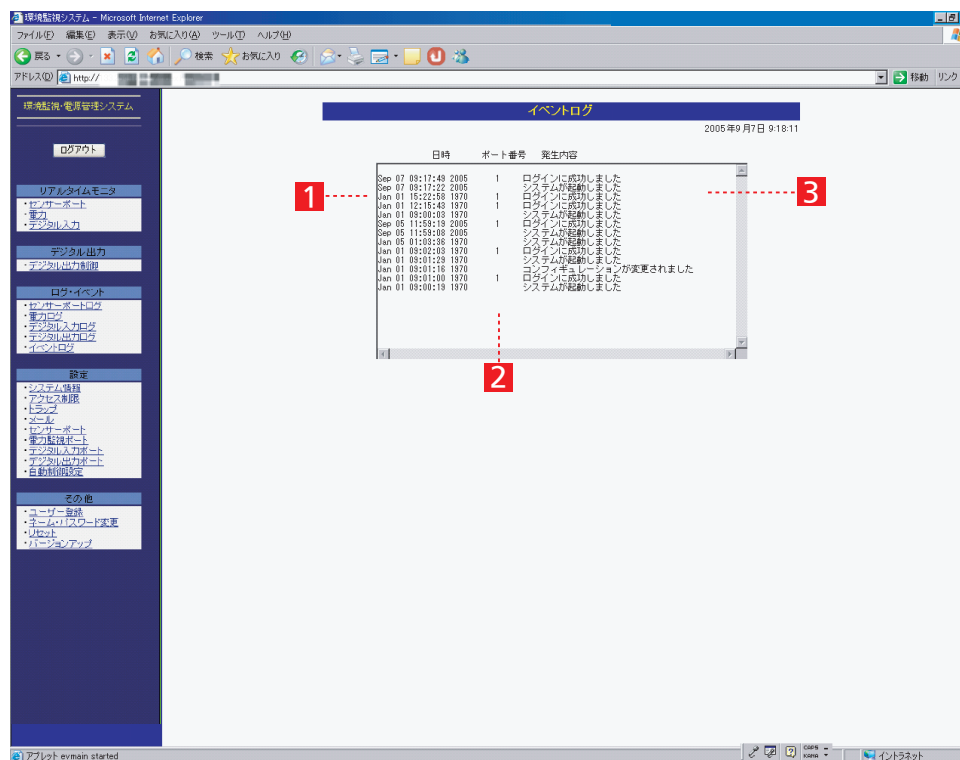 環境監視システム - Microsoft Internet Explorer
ファイル(F) 編集(E) 表示(V) お気に入り(A) ツール(T) ヘルプ(H)
戻る 検索 お気に入り
アドレス(D) http:// 移動 リンク
環境監視・電源管理システム
ログアウト
リアルタイムモニタ
・センサーポート
・電力
・デジタル入力
デジタル出力
・デジタル出力制御
ログ・イベント
・センサーポートログ
・電力ログ
・デジタル入力ログ
・デジタル出力ログ
・イベントログ
設定
・システム情報
・アクセス制限
・トラップ
・メール
・センサーポート
・電力監視ポート
・デジタル入力ポート
・デジタル出力ポート
・自動制御設定
その他
・ユーザー登録
・ネーム・パスワード変更
・リセット
・バージョンアップ
イベントログ
2005年9月7日 9:18:11
日時 ポート番号 発生内容
Sep 07 09:17:49 2005 1 ログインに成功しました
Sep 07 09:17:22 2005 システムが起動しました
Jan 01 15:22:58 1970 1 ログインに成功しました
Jan 01 12:15:43 1970 1 ログインに成功しました
Jan 01 09:00:03 1970 システムが起動しました
Sep 05 11:59:19 2005 1 ログインに成功しました
Sep 05 11:59:08 2005 システムが起動しました
Jan 05 01:03:36 1970 システムが起動しました
Jan 01 09:02:03 1970 1 ログインに成功しました
Jan 01 09:01:29 1970 システムが起動しました
Jan 01 09:01:16 1970 コンフィギュレーションが変更されました
Jan 01 09:01:00 1970 1 ログインに成功しました
Jan 01 09:00:19 1970 システムが起動しました
1
2
3
アプレット evmain started CAPS KANA イントラネット